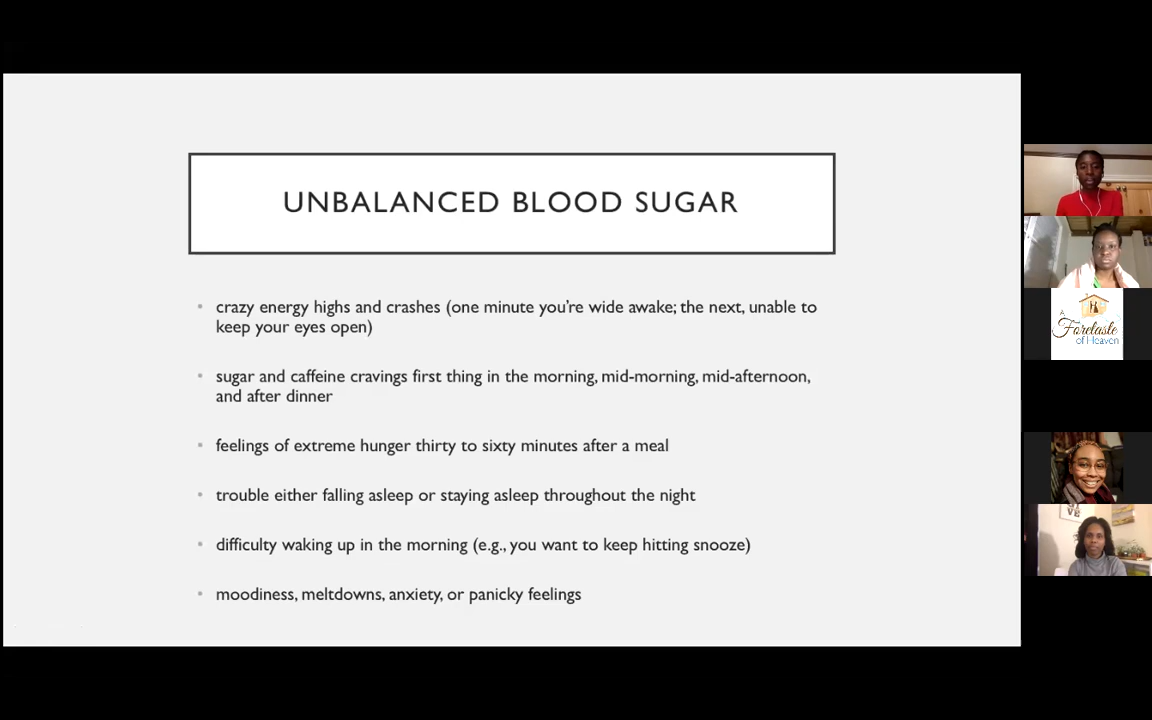 UNBALANCED BLOOD SUGAR
crazy energy highs and crashes (one minute you’re wide awake; the next, unable to
keep your eyes open)
sugar and caffeine cravings first thing in the morning, mid-morning, mid-afternoon,
and after dinner
feelings of extreme hunger thirty to sixty minutes after a meal
trouble either falling asleep or staying asleep throughout the night
difficulty waking up in the morning (e.g., you want to keep hitting snooze)
moodiness, meltdowns, anxiety, or panicky feelings
A
Foretaste
of Heaven